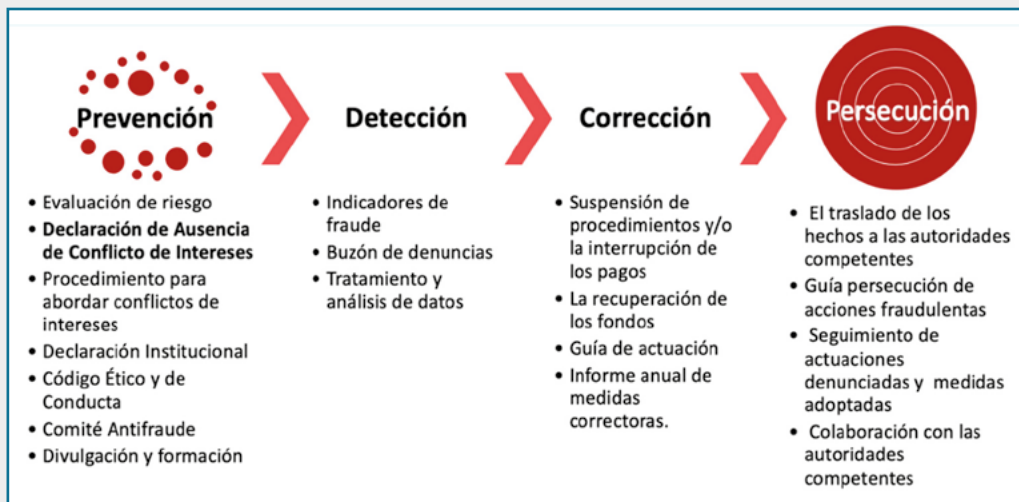 Prevención
• Evaluación de riesgo
• Declaración de Ausencia
de Conflicto de Intereses
• Procedimiento para
abordar conflictos de
intereses
• Declaración Institucional
• Código Ético y de
Conducta
• Comité Antifraude
• Divulgación y formación
Detección
• Indicadores de
fraude
• Buzón de denuncias
• Tratamiento y
análisis de datos
Corrección
• Suspensión de
procedimientos y/o
la interrupción de
los pagos
• La recuperación de
los fondos
• Guía de actuación
• Informe anual de
medidas
correctoras.
Persecución
• El traslado de los
hechos a las autoridades
competentes
• Guía persecución de
acciones fraudulentas
• Seguimiento de
actuaciones
denunciadas y medidas
adoptadas
• Colaboración con las
autoridades
competentes